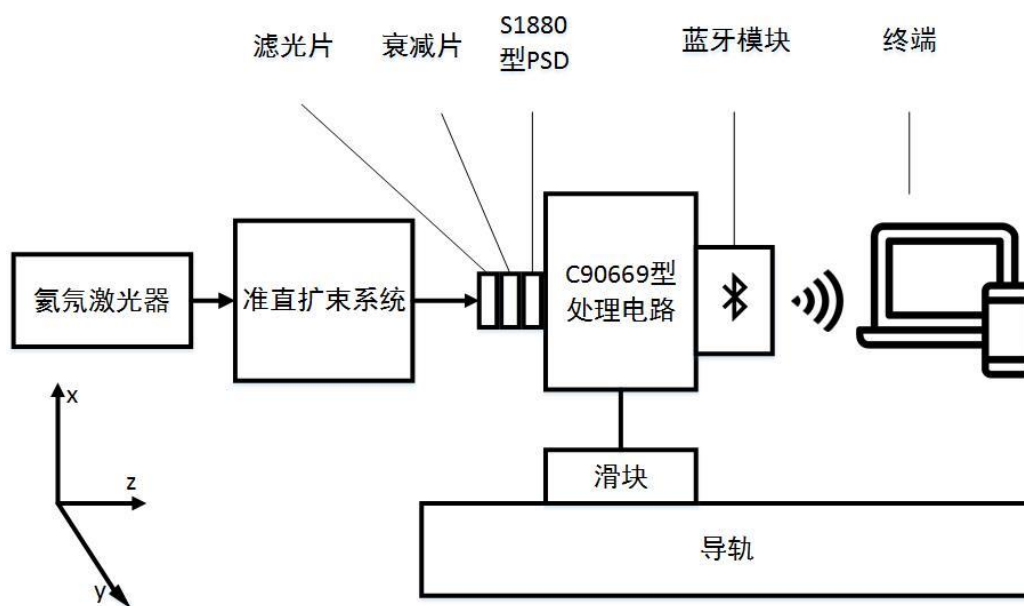 滤光片
衰减片
S1880
型PSD
蓝牙模块
终端
氦氖激光器
准直扩束系统
C90669型
处理电路
x
z
y
滑块
导轨